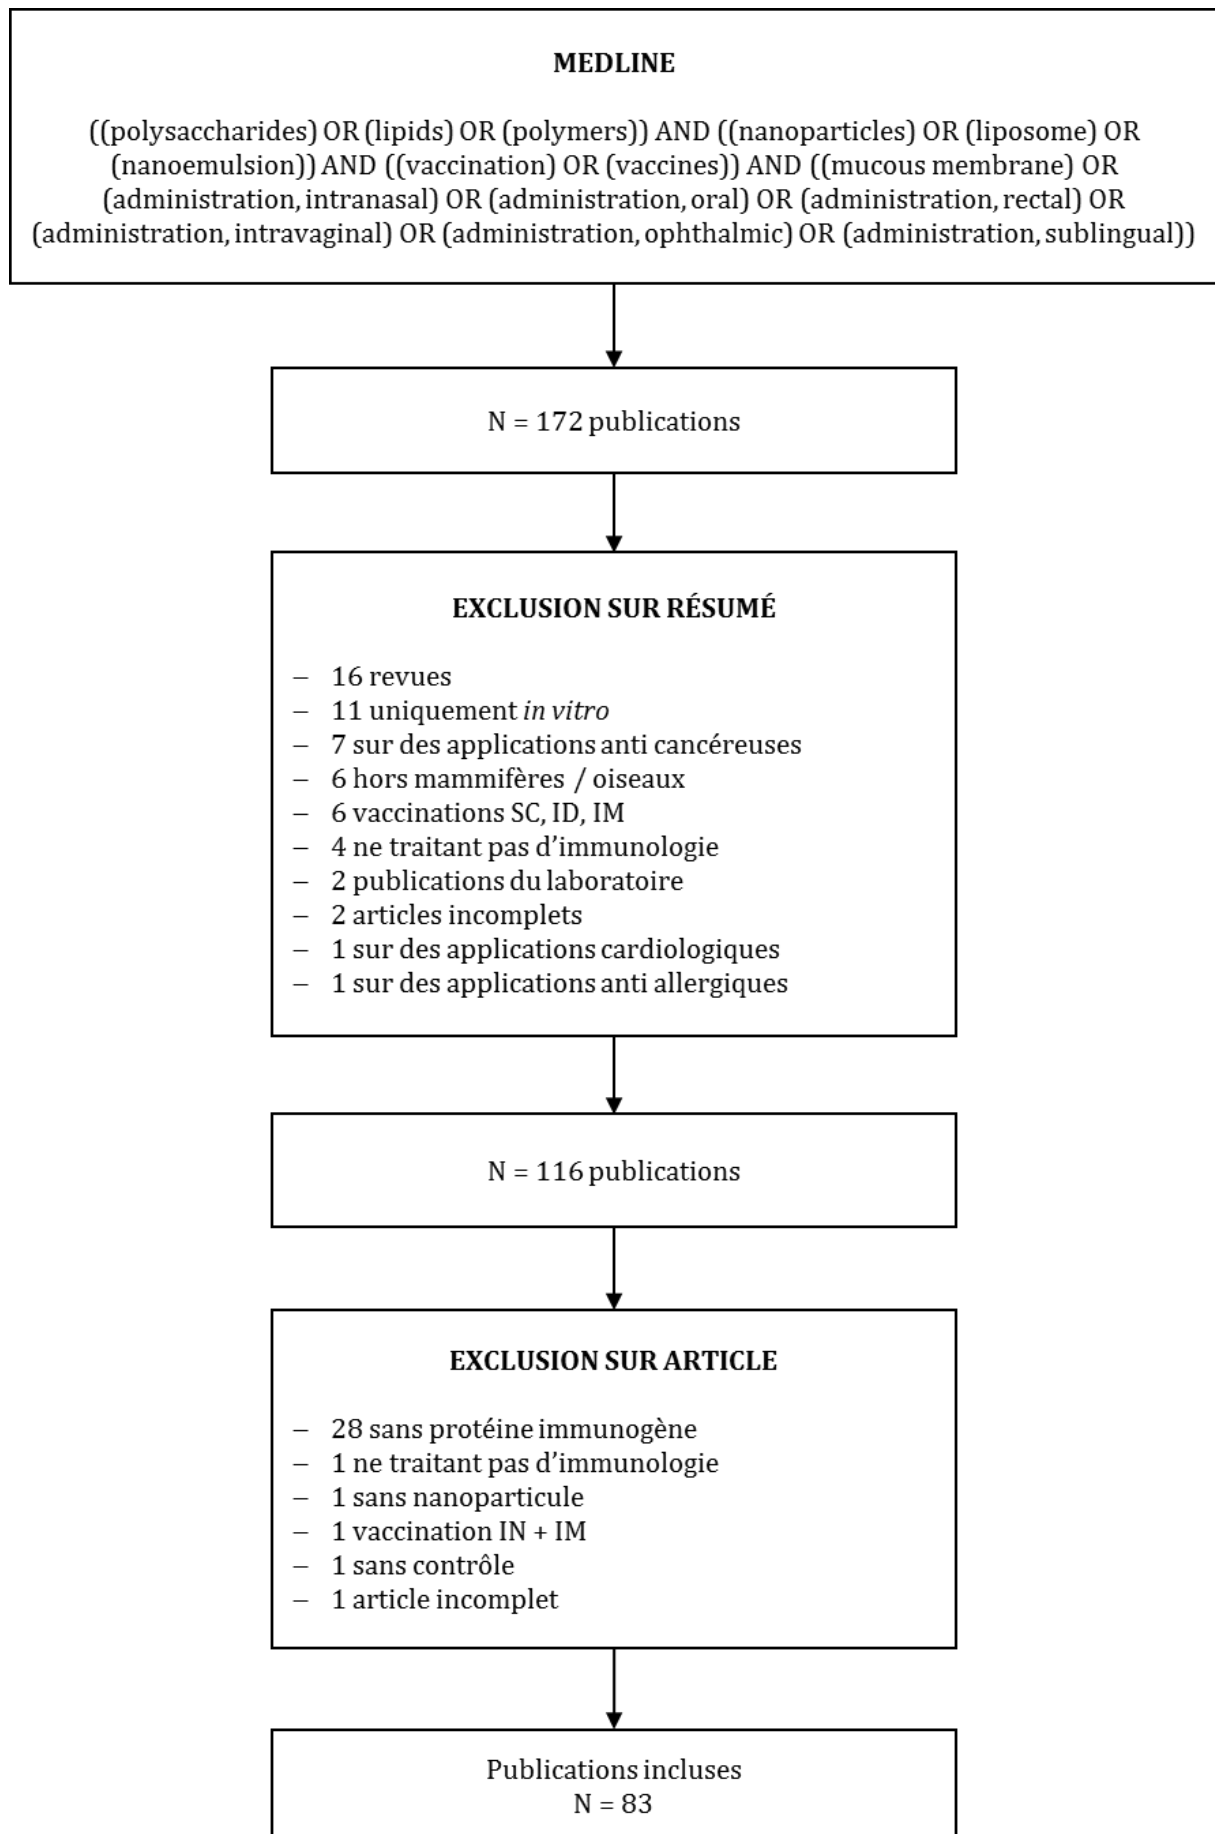 MEDLINE
((polysaccharides) OR (lipids) OR (polymers)) AND ((nanoparticles) OR (liposome) OR
(nanoemulsion)) AND ((vaccination) OR (vaccines)) AND ((mucous membrane) OR
(administration, intranasal) OR (administration, oral) OR (administration, rectal) OR
(administration, intravaginal) OR (administration, ophthalmic) OR (administration, sublingual))
N = 172 publications
EXCLUSION SUR RÉSUMÉ
– 16 revues
– 11 uniquement in vitro
– 7 sur des applications anti cancéreuses
– 6 hors mammifères / oiseaux
– 6 vaccinations SC, ID, IM
– 4 ne traitant pas d’immunologie
– 2 publications du laboratoire
– 2 articles incomplets
– 1 sur des applications cardiologiques
– 1 sur des applications anti allergiques
N = 116 publications
EXCLUSION SUR ARTICLE
– 28 sans protéine immunogène
– 1 ne traitant pas d’immunologie
– 1 sans nanoparticule
– 1 vaccination IN + IM
– 1 sans contrôle
– 1 article incomplet
Publications incluses
N = 83